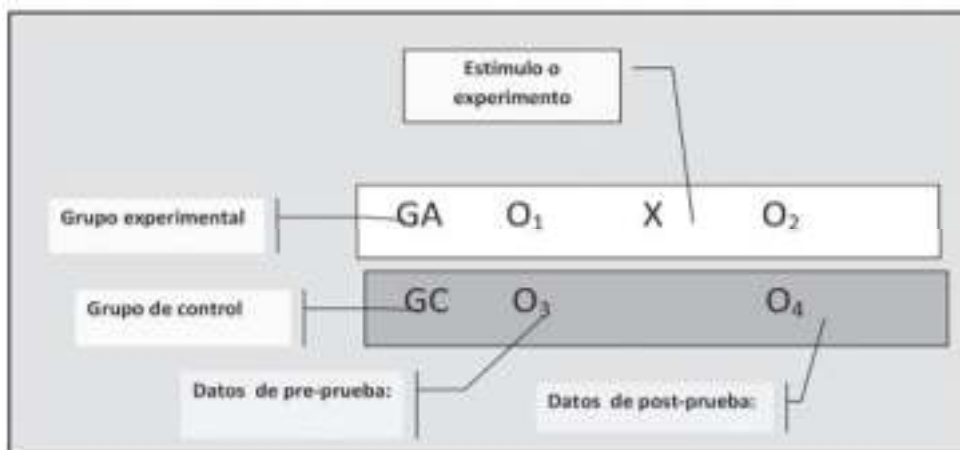 Estímulo o
experimento
Grupo experimental
GA O₁ X O₂
Grupo de control
GC O₃ O₄
Datos de pre-prueba:
Datos de post-prueba: